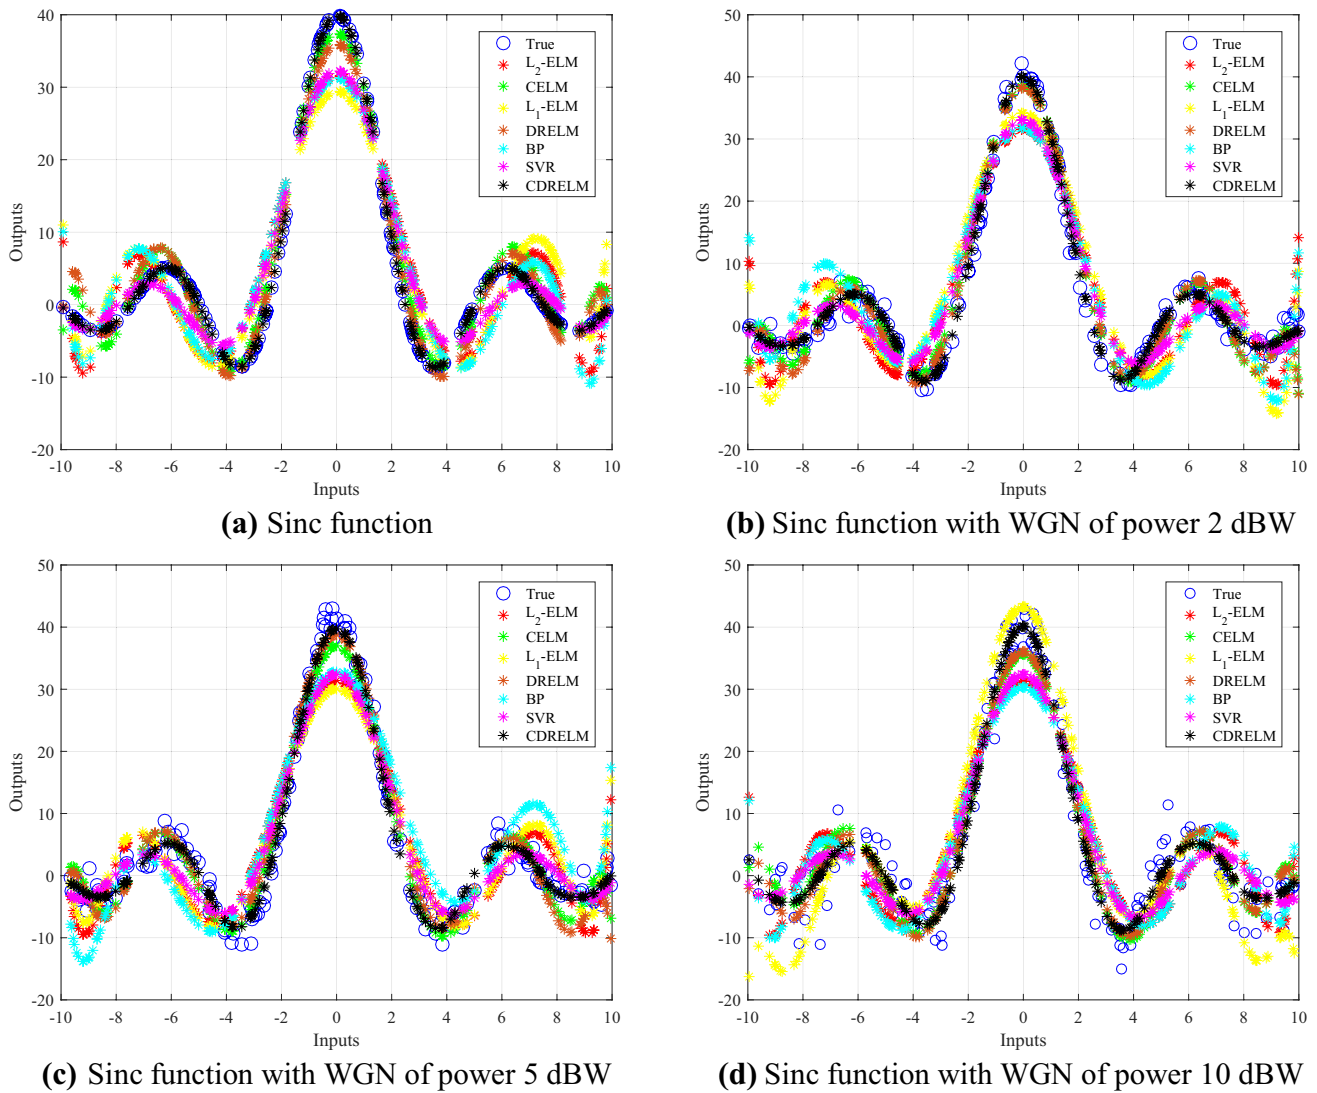 40
30
20
10
0
-10
-20
Outputs
-10 -8 -6 -4 -2 0 2 4 6 8 10
Inputs
True
L2-ELM
CELM
L1-ELM
DRELM
BP
SVR
CDRELM
(a) Sinc function
50
40
30
20
10
0
-10
-20
Outputs
-10 -8 -6 -4 -2 0 2 4 6 8 10
Inputs
True
L2-ELM
CELM
L1-ELM
DRELM
BP
SVR
CDRELM
(b) Sinc function with WGN of power 2 dBW
50
40
30
20
10
0
-10
-20
Outputs
-10 -8 -6 -4 -2 0 2 4 6 8 10
Inputs
True
L2-ELM
CELM
L1-ELM
DRELM
BP
SVR
CDRELM
(c) Sinc function with WGN of power 5 dBW
50
40
30
20
10
0
-10
-20
Outputs
-10 -8 -6 -4 -2 0 2 4 6 8 10
Inputs
True
L2-ELM
CELM
L1-ELM
DRELM
BP
SVR
CDRELM
(d) Sinc function with WGN of power 10 dBW